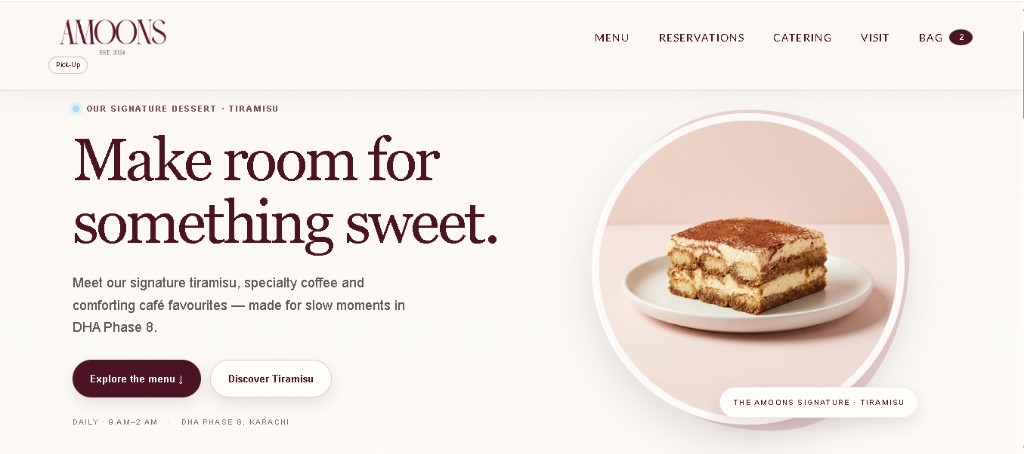 AMOONS
EST. 2024
Pick-Up
MENU
RESERVATIONS
CATERING
VISIT
BAG 2
OUR SIGNATURE DESSERT · TIRAMISU
Make room for
something sweet.
Meet our signature tiramisu, specialty coffee and
comforting café favourites — made for slow moments in
DHA Phase 8.
Explore the menu ↓
Discover Tiramisu
DAILY · 9 AM–2 AM · DHA PHASE 8, KARACHI
THE AMOONS SIGNATURE · TIRAMISU